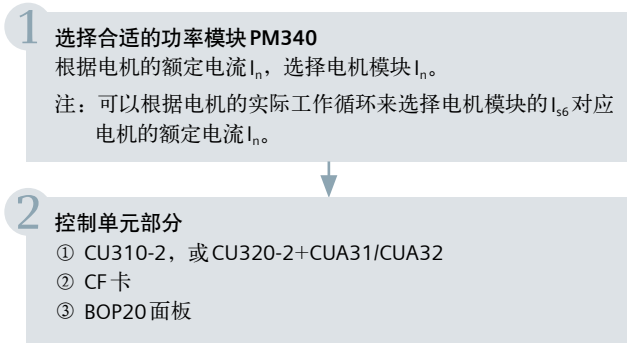 1
选择合适的功率模块PM340
根据电机的额定电流Iₙ，选择电机模块Iₙ。
注：可以根据电机的实际工作循环来选择电机模块的Iₛ₆对应
电机的额定电流Iₙ。
2
控制单元部分
① CU310-2，或CU320-2+CUA31/CUA32
② CF卡
③ BOP20面板